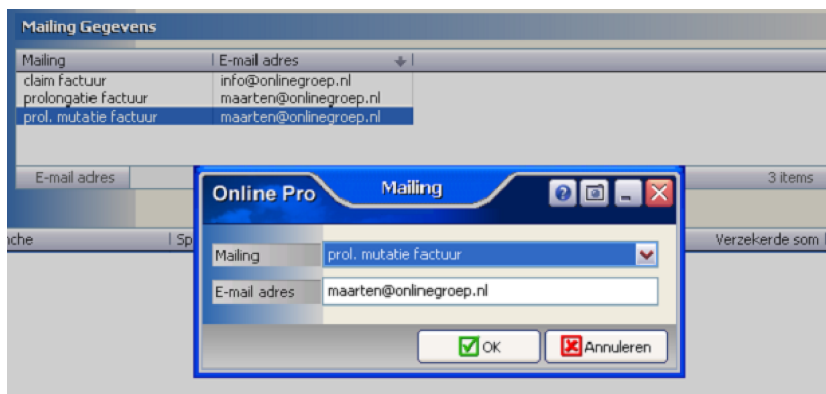 Mailing Gegevens
Mailing E-mail adres
claim factuur info@onlinegroep.nl
prolongatie factuur maarten@onlinegroep.nl
prol. mutatie factuur maarten@onlinegroep.nl
E-mail adres 3 items
Online Pro Mailing
Sp Verzekerde som
Mailing prol. mutatie factuur
E-mail adres maarten@onlinegroep.nl
OK Annuleren